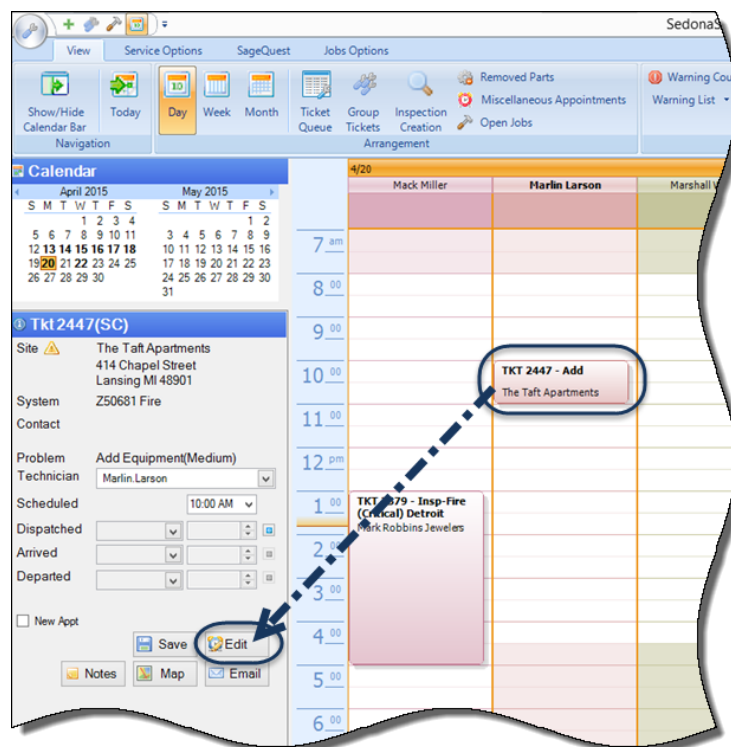 SedonaS
View Service Options SageQuest Jobs Options
Show/Hide
Calendar Bar
Today
Day
Week
Month
Ticket
Queue
Group
Tickets
Inspection
Creation
Removed Parts
Miscellaneous Appointments
Open Jobs
Warning Cou
Warning List
Navigation
Arrangement
Calendar
April 2015
S M T W T F S
1 2 3 4
5 6 7 8 9 10 11
12 13 14 15 16 17 18
19 20 21 22 23 24 25
26 27 28 29 30
May 2015
S M T W T F S
1 2
3 4 5 6 7 8 9
10 11 12 13 14 15 16
17 18 19 20 21 22 23
24 25 26 27 28 29 30
31
Tkt 2447(SC)
Site The Taft Apartments
414 Chapel Street
Lansing MI 48901
System Z50681 Fire
Contact
Problem Add Equipment(Medium)
Technician Marlin.Larson
Scheduled 10:00 AM
Dispatched
Arrived
Departed
New Appt
Save Edit
Notes Map Email
4/20
Mack Miller Marlin Larson Marshall
7 am
8 00
9 00
10 00
11 00
12 pm
1 00
2 00
3 00
4 00
5 00
6 00
TKT 2447 - Add
The Taft Apartments
TKT 2379 - Insp-Fire
(Critical) Detroit
Mark Robbins Jewelers